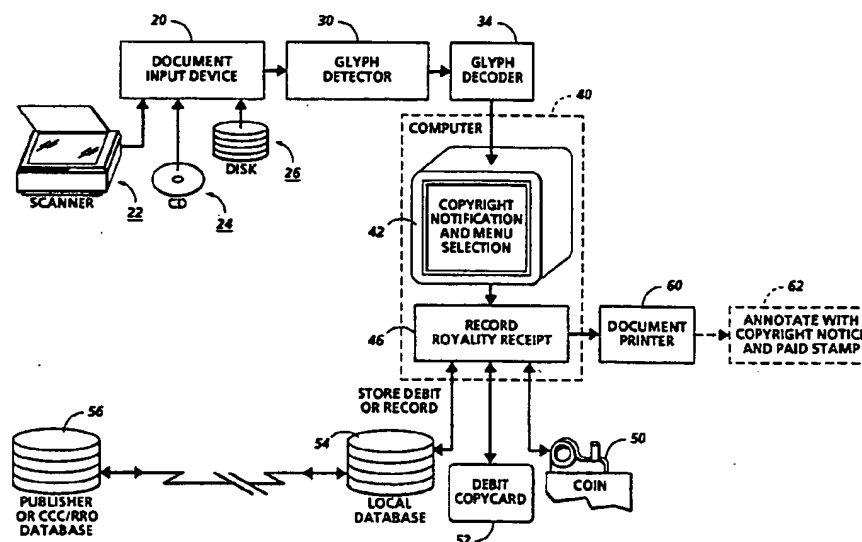 20
30
34
DOCUMENT
INPUT DEVICE
GLYPH
DETECTOR
GLYPH
DECODER
40
COMPUTER
SCANNER
22
CD
24
DISK
26
42
COPYRIGHT
NOTIFICATION
AND MENU
SELECTION
46
RECORD
ROYALITY RECEIPT
60
DOCUMENT
PRINTER
62
ANNOTATE WITH
COPYRIGHT NOTICE
AND PAID STAMP
STORE DEBIT
OR RECORD
56
PUBLISHER
OR CCC/RRO
DATABASE
54
LOCAL
DATABASE
DEBIT
COPYCARD
52
50
COIN